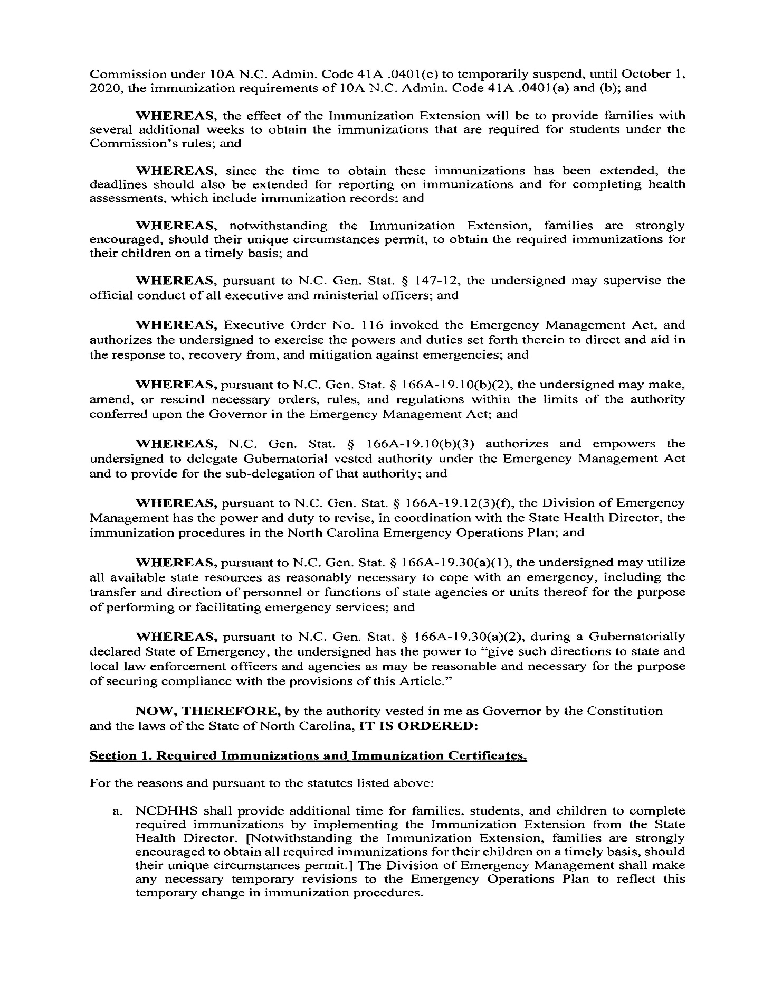 Commission under 10A N.C. Admin. Code 41A .0401(c) to temporarily suspend, until October 1,
2020, the immunization requirements of 10A N.C. Admin. Code 41A .0401(a) and (b); and
WHEREAS, the effect of the Immunization Extension will be to provide families with
several additional weeks to obtain the immunizations that are required for students under the
Commission's rules; and
WHEREAS, since the time to obtain these immunizations has been extended, the
deadlines should also be extended for reporting on immunizations and for completing health
assessments, which include immunization records; and
WHEREAS, notwithstanding the Immunization Extension, families are strongly
encouraged, should their unique circumstances permit, to obtain the required immunizations for
their children on a timely basis; and
WHEREAS, pursuant to N.C. Gen. Stat. § 147-12, the undersigned may supervise the
official conduct of all executive and ministerial officers; and
WHEREAS, Executive Order No. 116 invoked the Emergency Management Act, and
authorizes the undersigned to exercise the powers and duties set forth therein to direct and aid in
the response to, recovery from, and mitigation against emergencies; and
WHEREAS, pursuant to N.C. Gen. Stat. § 166A-19.10(b)(2), the undersigned may make,
amend, or rescind necessary orders, rules, and regulations within the limits of the authority
conferred upon the Governor in the Emergency Management Act; and
WHEREAS, N.C. Gen. Stat. § 166A-19.10(b)(3) authorizes and empowers the
undersigned to delegate Gubernatorial vested authority under the Emergency Management Act
and to provide for the sub-delegation of that authority; and
WHEREAS, pursuant to N.C. Gen. Stat. § 166A-19.12(3)(f), the Division of Emergency
Management has the power and duty to revise, in coordination with the State Health Director, the
immunization procedures in the North Carolina Emergency Operations Plan; and
WHEREAS, pursuant to N.C. Gen. Stat. § 166A-19.30(a)(1), the undersigned may utilize
all available state resources as reasonably necessary to cope with an emergency, including the
transfer and direction of personnel or functions of state agencies or units thereof for the purpose
of performing or facilitating emergency services; and
WHEREAS, pursuant to N.C. Gen. Stat. § 166A-19.30(a)(2), during a Gubernatorially
declared State of Emergency, the undersigned has the power to “give such directions to state and
local law enforcement officers and agencies as may be reasonable and necessary for the purpose
of securing compliance with the provisions of this Article.”
NOW, THEREFORE, by the authority vested in me as Governor by the Constitution
and the laws of the State of North Carolina, IT IS ORDERED:
Section 1. Required Immunizations and Immunization Certificates.
For the reasons and pursuant to the statutes listed above:
a. NCDHHS shall provide additional time for families, students, and children to complete
required immunizations by implementing the Immunization Extension from the State
Health Director. [Notwithstanding the Immunization Extension, families are strongly
encouraged to obtain all required immunizations for their children on a timely basis, should
their unique circumstances permit.] The Division of Emergency Management shall make
any necessary temporary revisions to the Emergency Operations Plan to reflect this
temporary change in immunization procedures.